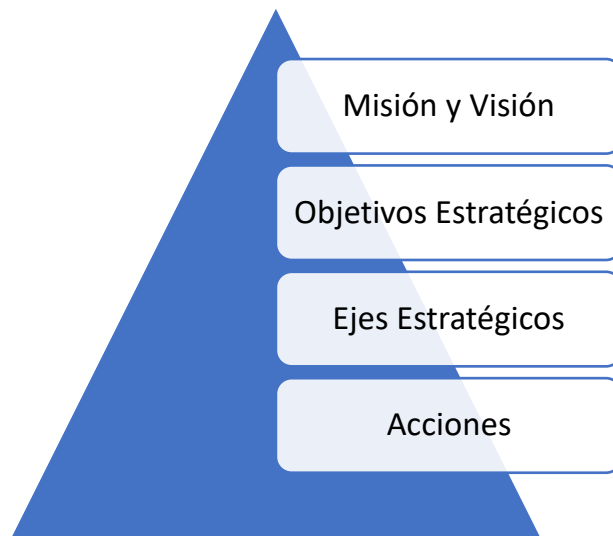 Misión y Visión
Objetivos Estratégicos
Ejes Estratégicos
Acciones